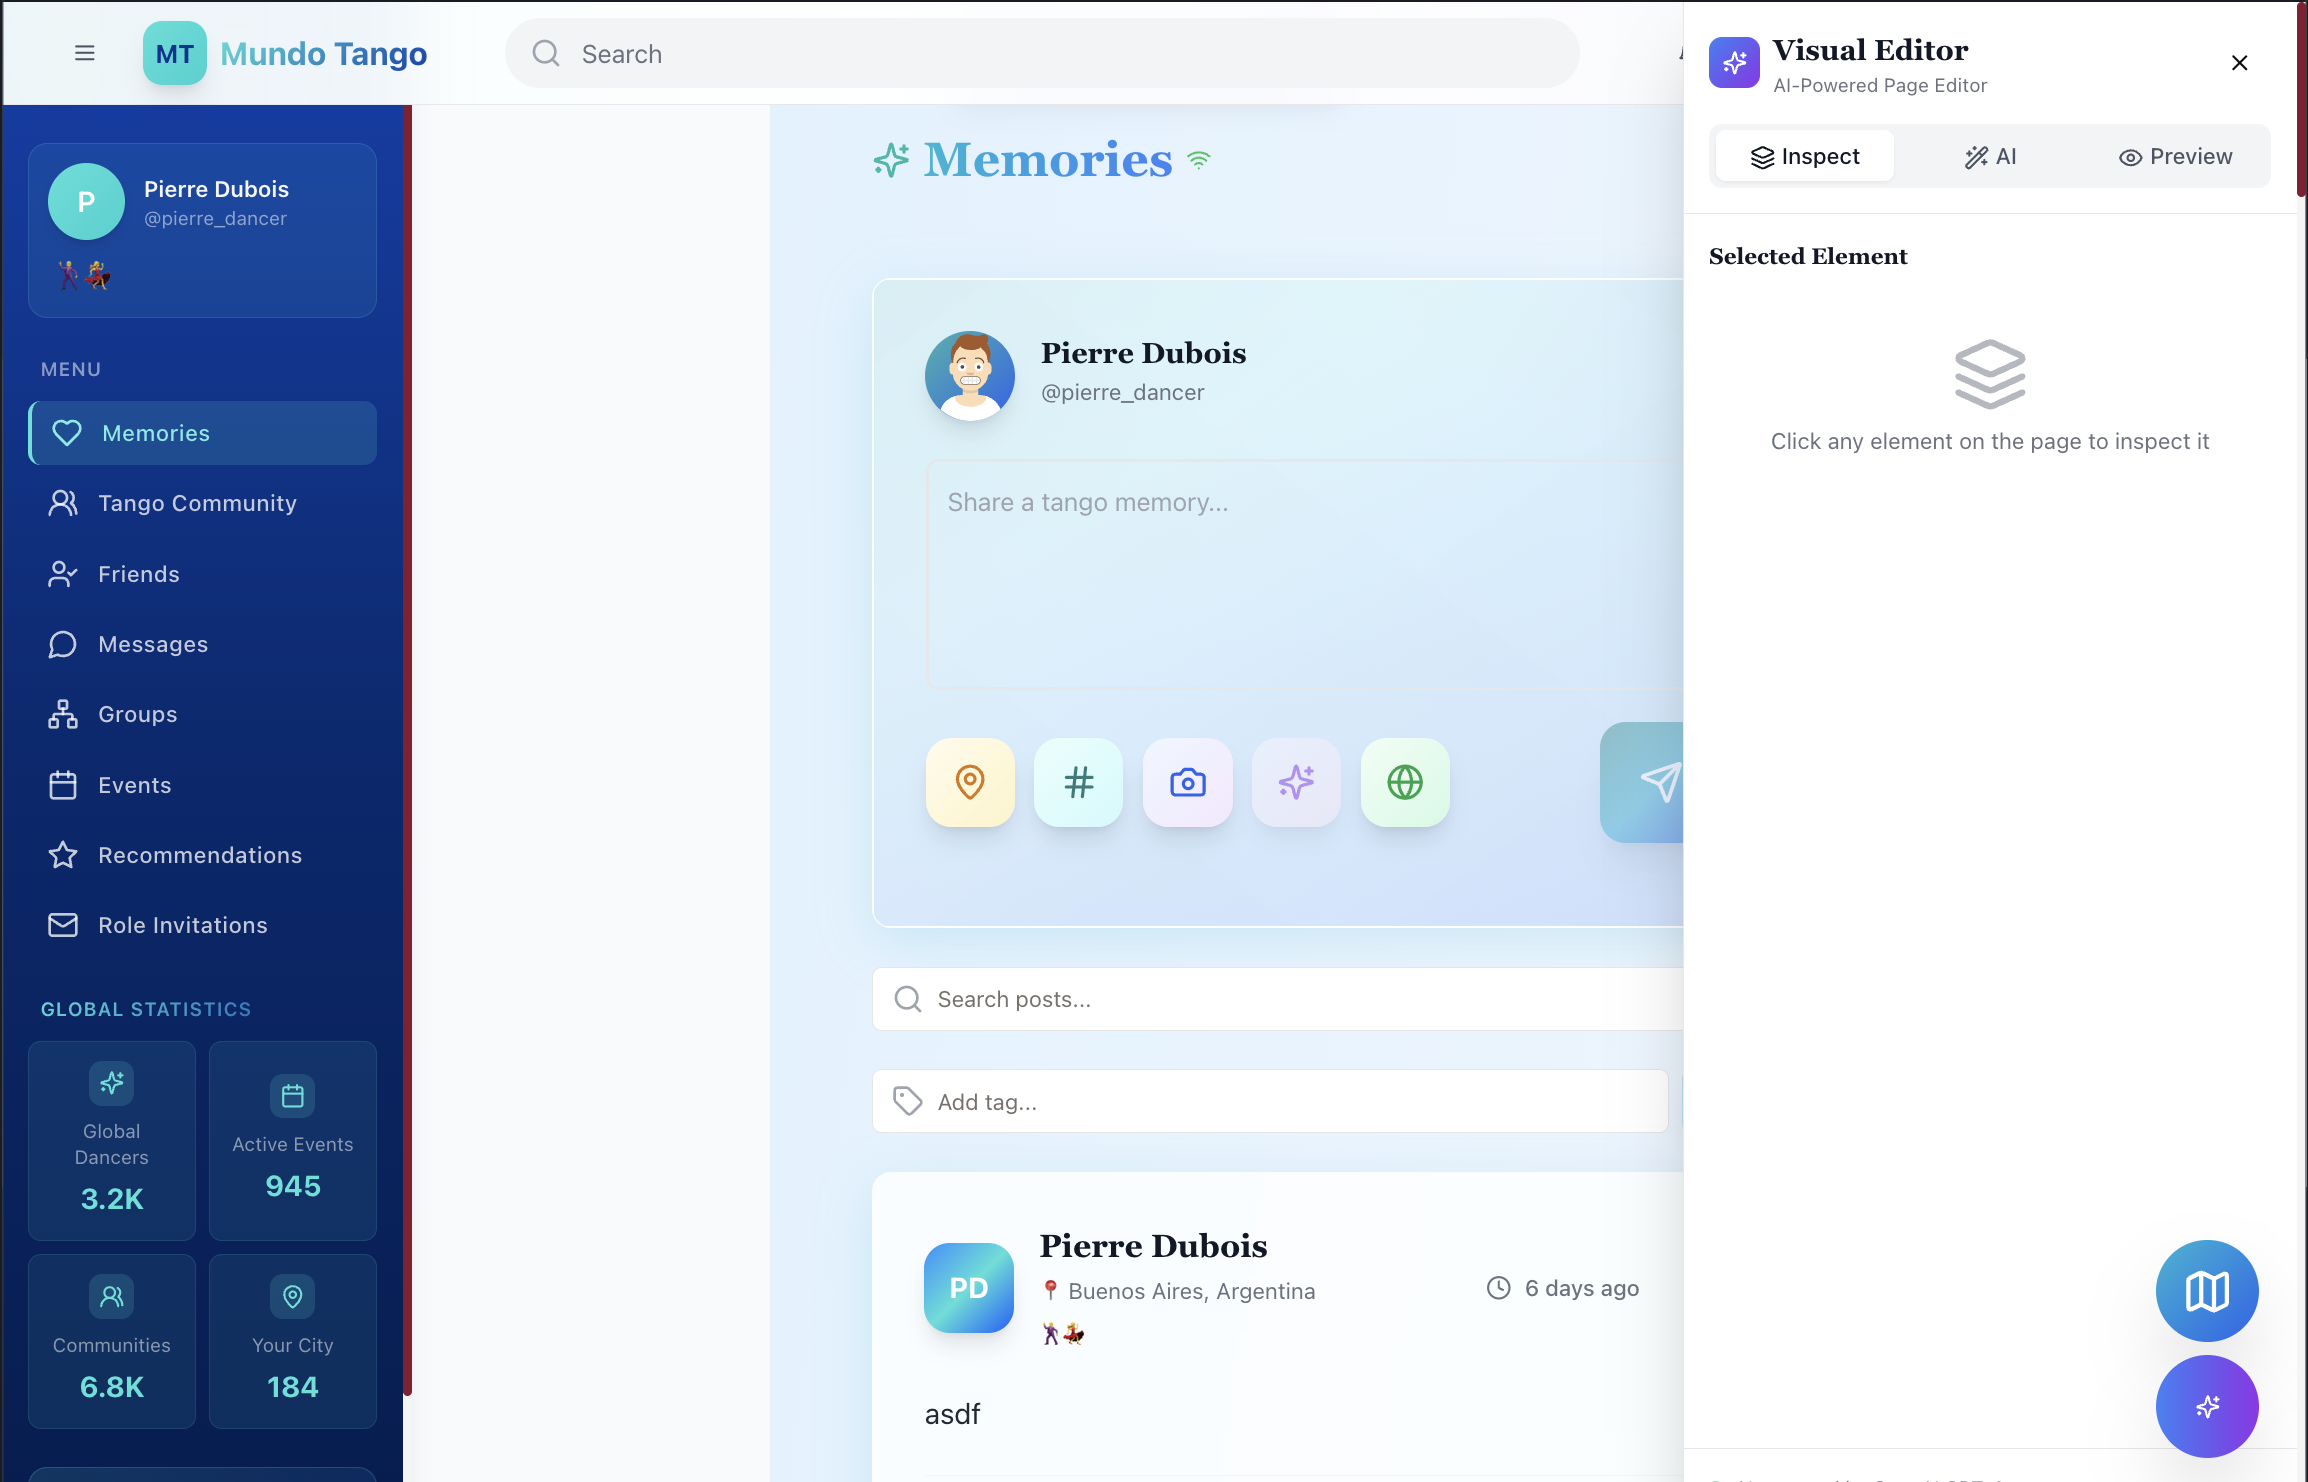 MT Mundo Tango
Search
P
Pierre Dubois
@pierre_dancer
MENU
Memories
Tango Community
Friends
Messages
Groups
Events
Recommendations
Role Invitations
GLOBAL STATISTICS
Global
Dancers
3.2K
Active Events
945
Communities
6.8K
Your City
184
Memories
Pierre Dubois
@pierre_dancer
Share a tango memory...
#
Search posts...
Add tag...
PD
Pierre Dubois
Buenos Aires, Argentina
6 days ago
asdf
Visual Editor
AI-Powered Page Editor
Inspect
AI
Preview
Selected Element
Click any element on the page to inspect it